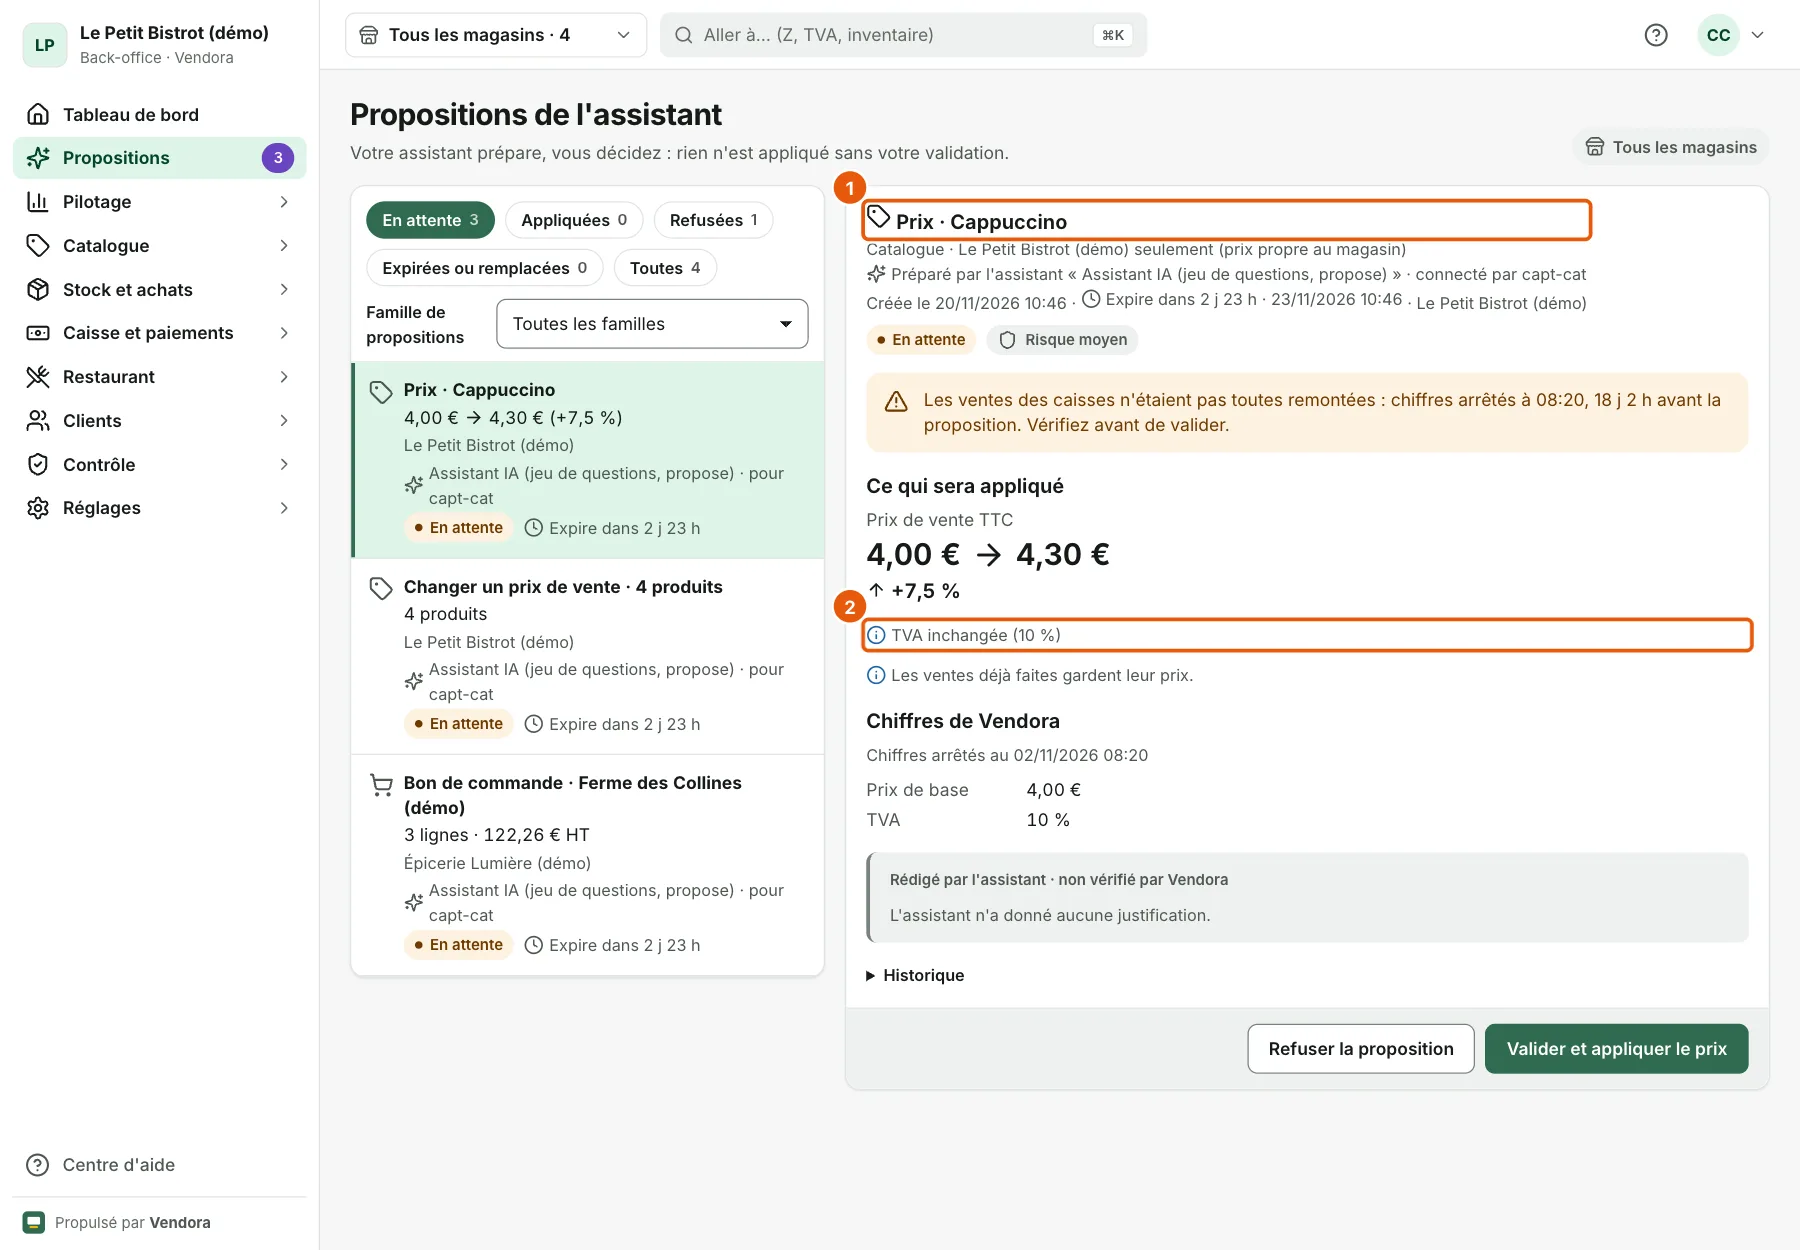 LP
Le Petit Bistrot (démo)
Back-office · Vendora
Tous les magasins · 4
Aller à... (Z, TVA, inventaire)
⌘K
CC
Tableau de bord
Propositions
3
Pilotage
Catalogue
Stock et achats
Caisse et paiements
Restaurant
Clients
Contrôle
Réglages
Centre d'aide
Propulsé par Vendora
Propositions de l'assistant
Votre assistant prépare, vous décidez : rien n'est appliqué sans votre validation.
Tous les magasins
En attente 3
Appliquées 0
Refusées 1
Expirées ou remplacées 0
Toutes 4
Famille de
propositions
Toutes les familles
Prix · Cappuccino
4,00 € → 4,30 € (+7,5 %)
Le Petit Bistrot (démo)
Assistant IA (jeu de questions, propose) · pour
capt-cat
En attente
Expire dans 2 j 23 h
Changer un prix de vente · 4 produits
4 produits
Le Petit Bistrot (démo)
Assistant IA (jeu de questions, propose) · pour
capt-cat
En attente
Expire dans 2 j 23 h
Bon de commande · Ferme des Collines
(démo)
3 lignes · 122,26 € HT
Épicerie Lumière (démo)
Assistant IA (jeu de questions, propose) · pour
capt-cat
En attente
Expire dans 2 j 23 h
1
Prix · Cappuccino
Catalogue · Le Petit Bistrot (démo) seulement (prix propre au magasin)
Préparé par l'assistant « Assistant IA (jeu de questions, propose) » · connecté par capt-cat
Créée le 20/11/2026 10:46 · Expire dans 2 j 23 h · 23/11/2026 10:46 · Le Petit Bistrot (démo)
En attente
Risque moyen
Les ventes des caisses n'étaient pas toutes remontées : chiffres arrêtés à 08:20, 18 j 2 h avant la
proposition. Vérifiez avant de valider.
Ce qui sera appliqué
Prix de vente TTC
4,00 € → 4,30 €
↑ +7,5 %
2
TVA inchangée (10 %)
Les ventes déjà faites gardent leur prix.
Chiffres de Vendora
Chiffres arrêtés au 02/11/2026 08:20
Prix de base 4,00 €
TVA 10 %
Rédigé par l'assistant · non vérifié par Vendora
L'assistant n'a donné aucune justification.
Historique
Refuser la proposition
Valider et appliquer le prix